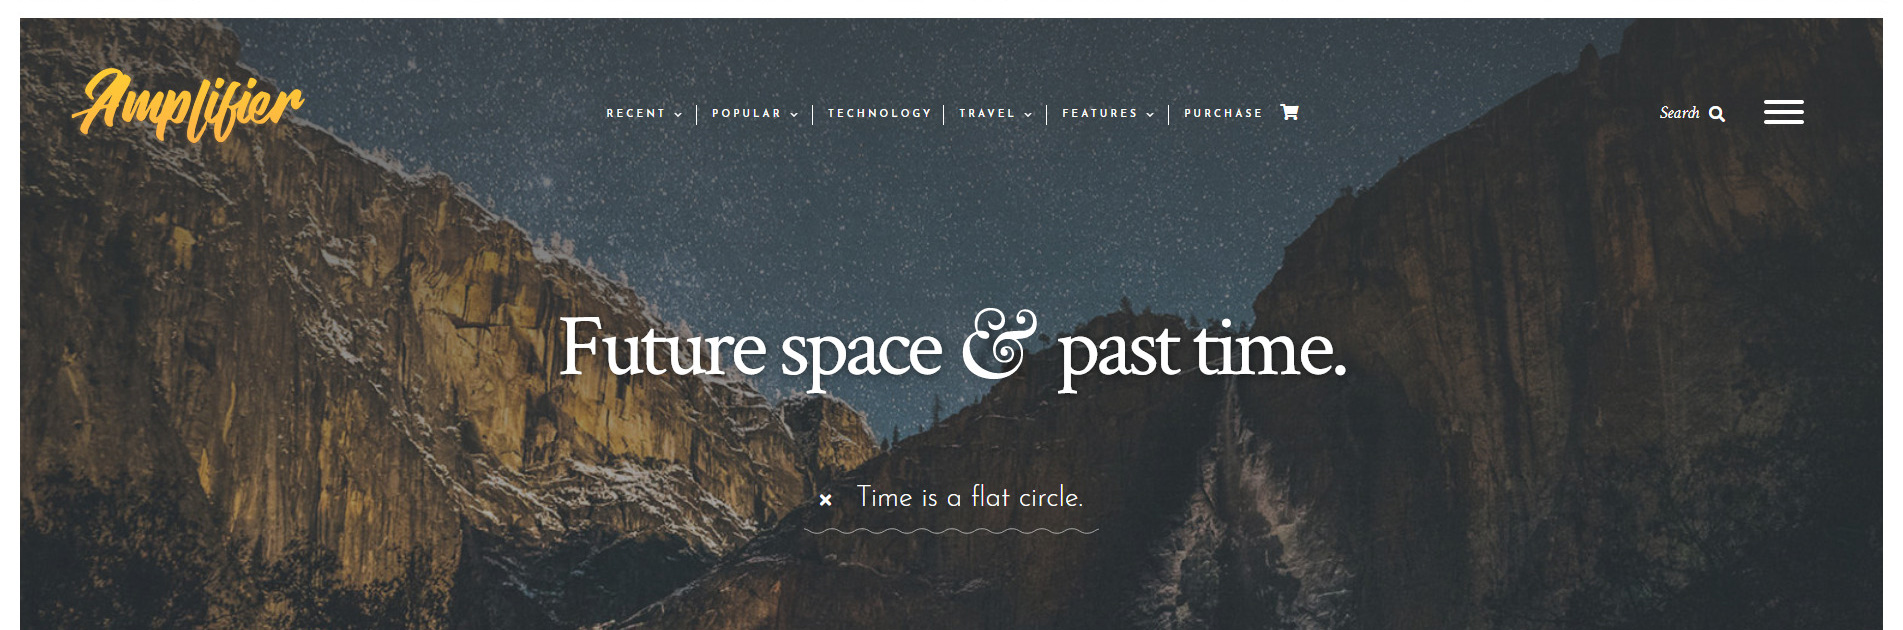 Amplifier
RECENT POPULAR TECHNOLOGY TRAVEL FEATURES PURCHASE
Search
Future space & past time.
Time is a flat circle.